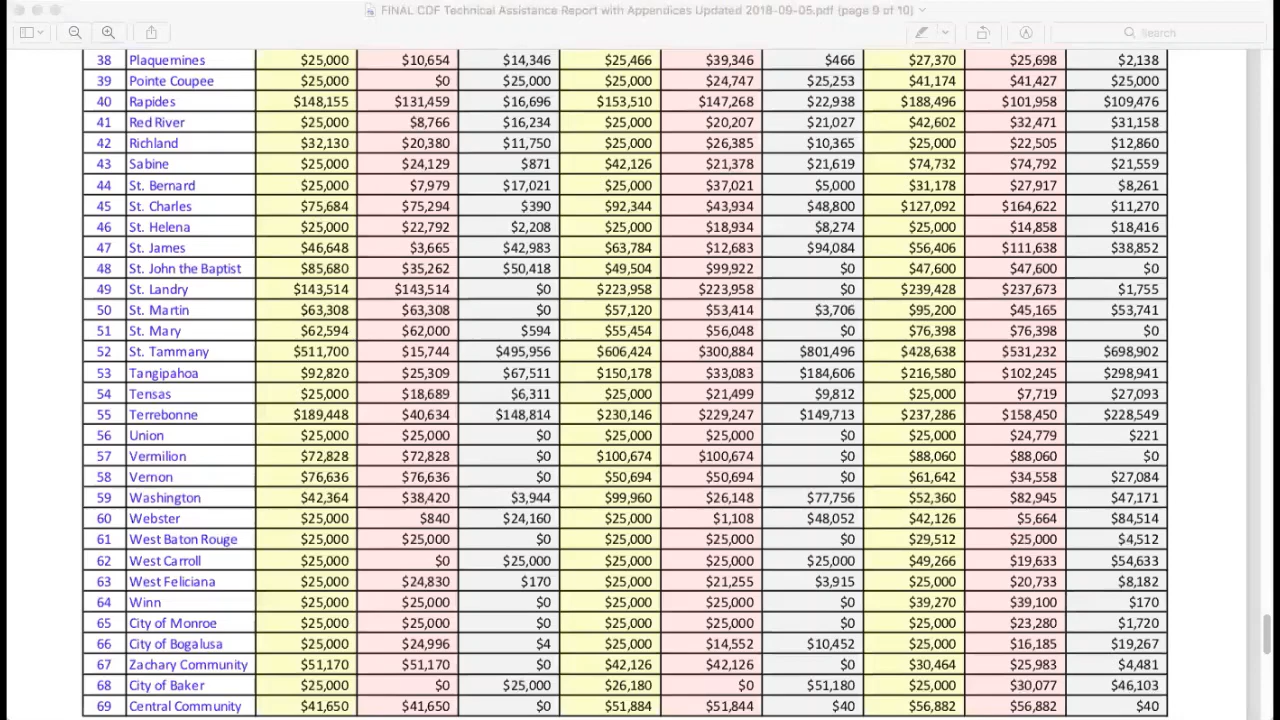 FINAL CDF Technical Assistance Report with Appendices Updated 2018-09-05.pdf (page 9 of 10)
Search
38 Plaquemines $25,000 $10,654 $14,346 $25,466 $39,346 $466 $27,370 $25,698 $2,138
39 Pointe Coupee $25,000 $0 $25,000 $25,000 $24,747 $25,253 $41,174 $41,427 $25,000
40 Rapides $148,155 $131,459 $16,696 $153,510 $147,268 $22,938 $188,496 $101,958 $109,476
41 Red River $25,000 $8,766 $16,234 $25,000 $20,207 $21,027 $42,602 $32,471 $31,158
42 Richland $32,130 $20,380 $11,750 $25,000 $26,385 $10,365 $25,000 $22,505 $12,860
43 Sabine $25,000 $24,129 $871 $42,126 $21,378 $21,619 $74,732 $74,792 $21,559
44 St. Bernard $25,000 $7,979 $17,021 $25,000 $37,021 $5,000 $31,178 $27,917 $8,261
45 St. Charles $75,684 $75,294 $390 $92,344 $43,934 $48,800 $127,092 $164,622 $11,270
46 St. Helena $25,000 $22,792 $2,208 $25,000 $18,934 $8,274 $25,000 $14,858 $18,416
47 St. James $46,648 $3,665 $42,983 $63,784 $12,683 $94,084 $56,406 $111,638 $38,852
48 St. John the Baptist $85,680 $35,262 $50,418 $49,504 $99,922 $0 $47,600 $47,600 $0
49 St. Landry $143,514 $143,514 $0 $223,958 $223,958 $0 $239,428 $237,673 $1,755
50 St. Martin $63,308 $63,308 $0 $57,120 $53,414 $3,706 $95,200 $45,165 $53,741
51 St. Mary $62,594 $62,000 $594 $55,454 $56,048 $0 $76,398 $76,398 $0
52 St. Tammany $511,700 $15,744 $495,956 $606,424 $300,884 $801,496 $428,638 $531,232 $698,902
53 Tangipahoa $92,820 $25,309 $67,511 $150,178 $33,083 $184,606 $216,580 $102,245 $298,941
54 Tensas $25,000 $18,689 $6,311 $25,000 $21,499 $9,812 $25,000 $7,719 $27,093
55 Terrebonne $189,448 $40,634 $148,814 $230,146 $229,247 $149,713 $237,286 $158,450 $228,549
56 Union $25,000 $25,000 $0 $25,000 $25,000 $0 $25,000 $24,779 $221
57 Vermilion $72,828 $72,828 $0 $100,674 $100,674 $0 $88,060 $88,060 $0
58 Vernon $76,636 $76,636 $0 $50,694 $50,694 $0 $61,642 $34,558 $27,084
59 Washington $42,364 $38,420 $3,944 $99,960 $26,148 $77,756 $52,360 $82,945 $47,171
60 Webster $25,000 $840 $24,160 $25,000 $1,108 $48,052 $42,126 $5,664 $84,514
61 West Baton Rouge $25,000 $25,000 $0 $25,000 $25,000 $0 $29,512 $25,000 $4,512
62 West Carroll $25,000 $0 $25,000 $25,000 $25,000 $25,000 $49,266 $19,633 $54,633
63 West Feliciana $25,000 $24,830 $170 $25,000 $21,255 $3,915 $25,000 $20,733 $8,182
64 Winn $25,000 $25,000 $0 $25,000 $25,000 $0 $39,270 $39,100 $170
65 City of Monroe $25,000 $25,000 $0 $25,000 $25,000 $0 $25,000 $23,280 $1,720
66 City of Bogalusa $25,000 $24,996 $4 $25,000 $14,552 $10,452 $25,000 $16,185 $19,267
67 Zachary Community $51,170 $51,170 $0 $42,126 $42,126 $0 $30,464 $25,983 $4,481
68 City of Baker $25,000 $0 $25,000 $26,180 $0 $51,180 $25,000 $30,077 $46,103
69 Central Community $41,650 $41,650 $0 $51,884 $51,844 $40 $56,882 $56,882 $40